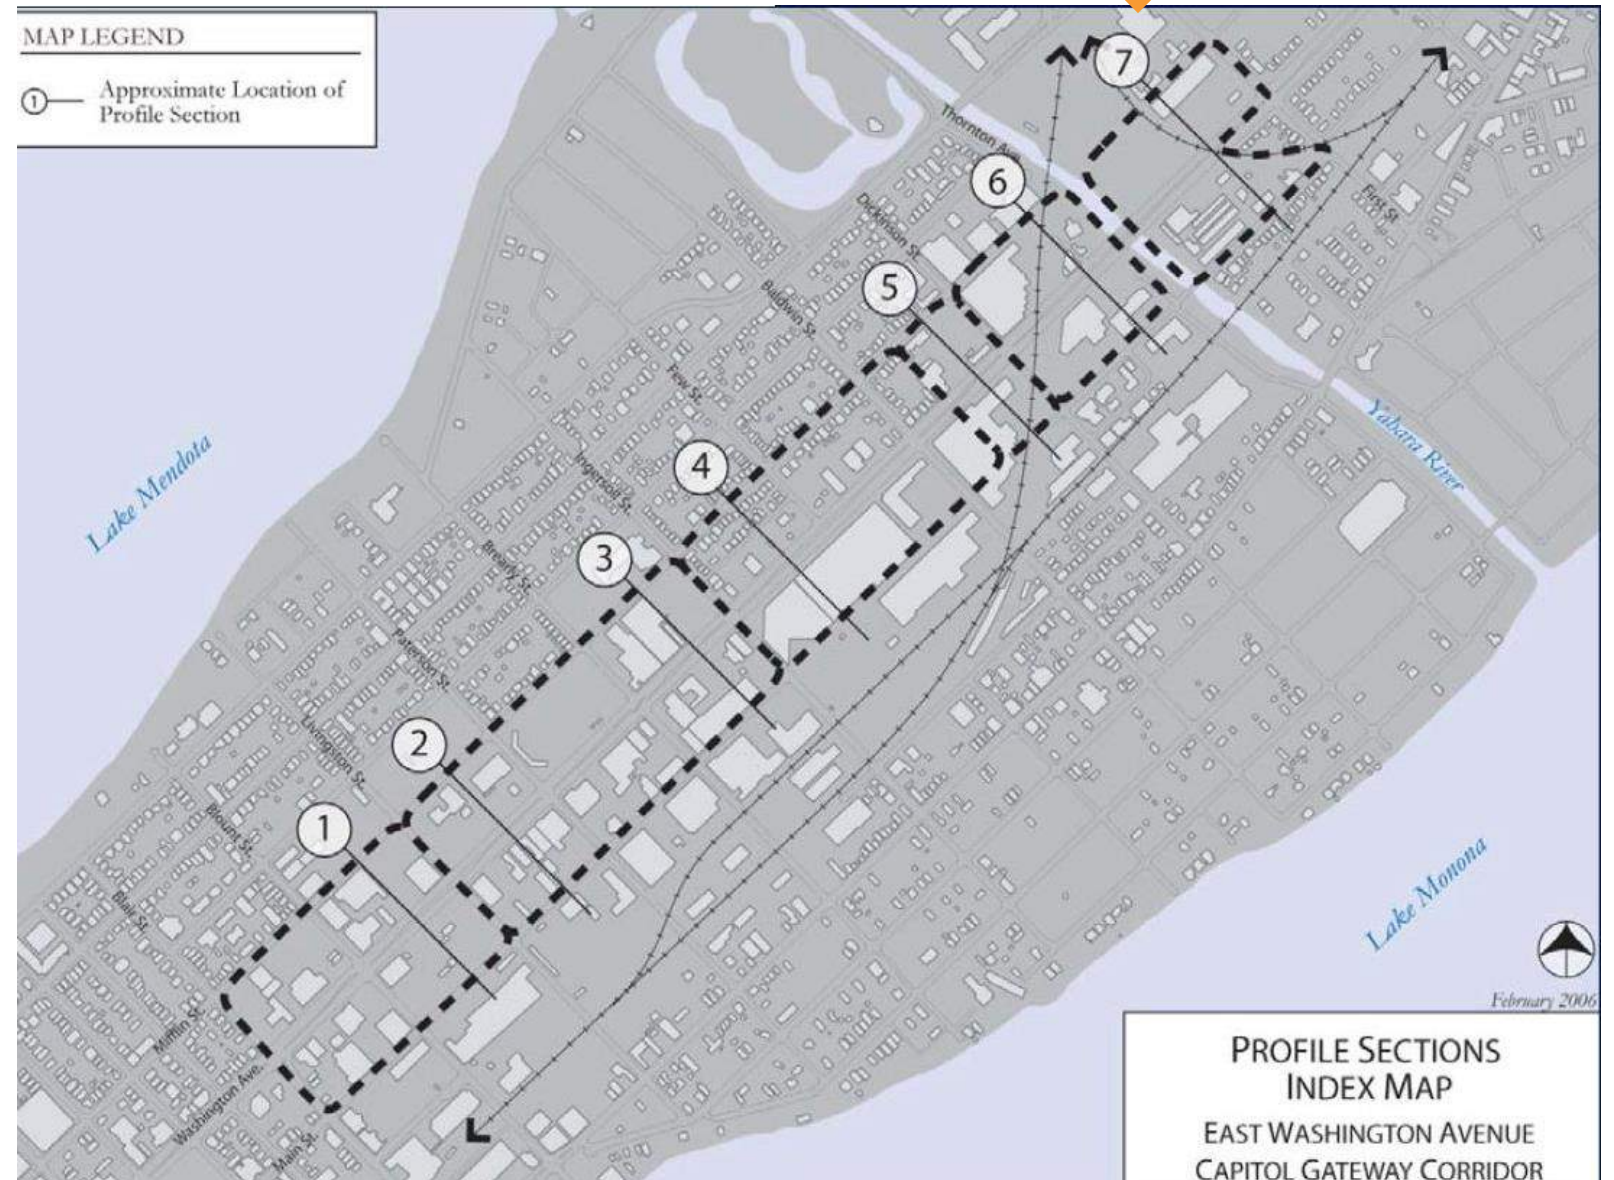 MAP LEGEND
1
Approximate Location of
Profile Section
7
Thornton Ave.
6
First St.
Dickinson St.
5
Baldwin St.
Yahara River
Few St.
Lake Mendota
4
Ingersoll St.
3
Brearly St.
Paterson St.
2
Livingston St.
1
Blount St.
Lake Monona
Blair St.
February 2006
Mifflin St.
Washington Ave.
Main St.
PROFILE SECTIONS
INDEX MAP
EAST WASHINGTON AVENUE
CAPITOL GATEWAY CORRIDOR